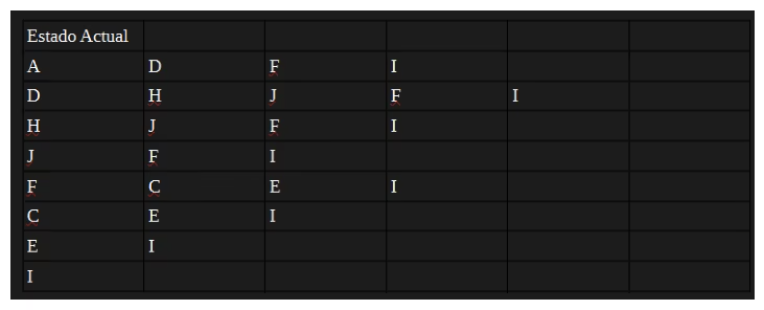 Estado Actual
A D F I
D H J F I
H J F I
J F I
F C E I
C E I
E I
I